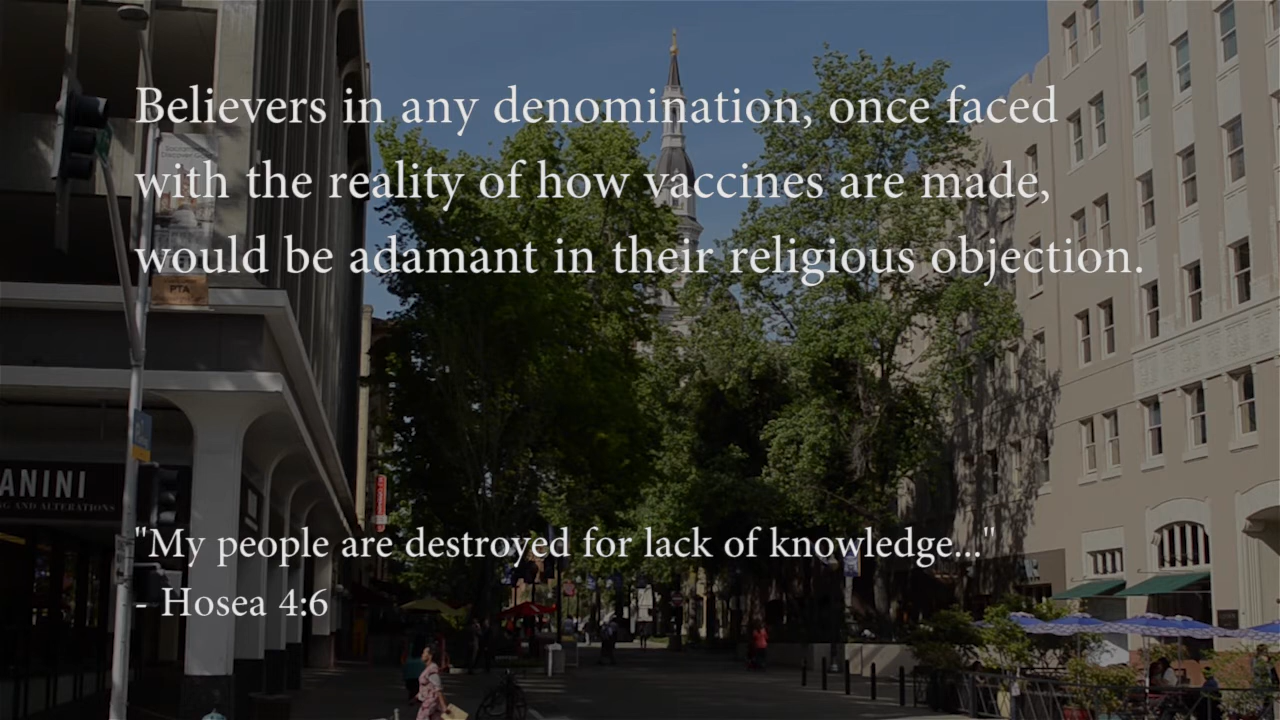 Believers in any denomination, once faced
with the reality of how vaccines are made,
would be adamant in their religious objection.
PTA
ANINI
G AND ALTERATIONS
"My people are destroyed for lack of knowledge..."
- Hosea 4:6